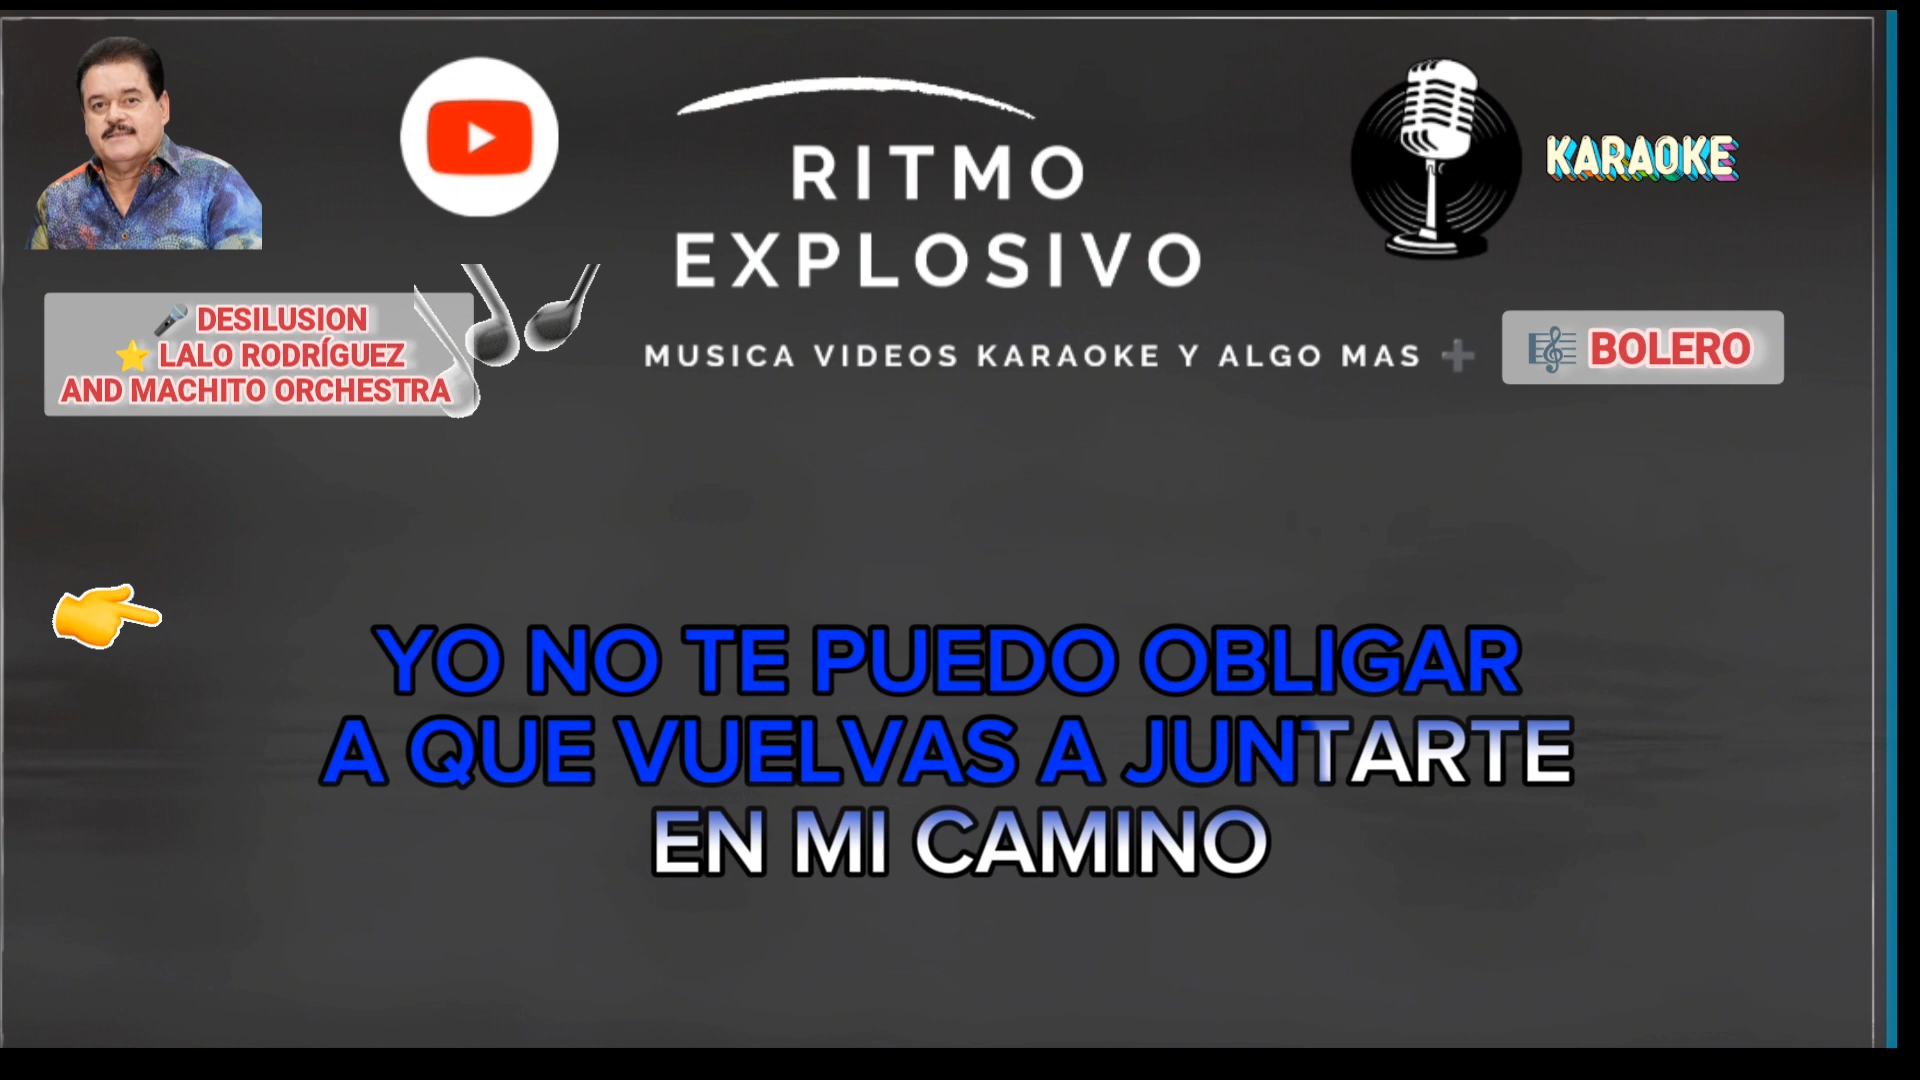 RITMO
EXPLOSIVO
KARAOKE
DESILUSION
LALO RODRÍGUEZ
AND MACHITO ORCHESTRA
MUSICA VIDEOS KARAOKE Y ALGO MAS +
BOLERO
YO NO TE PUEDO OBLIGAR
A QUE VUELVAS A JUNTARTE
EN MI CAMINO